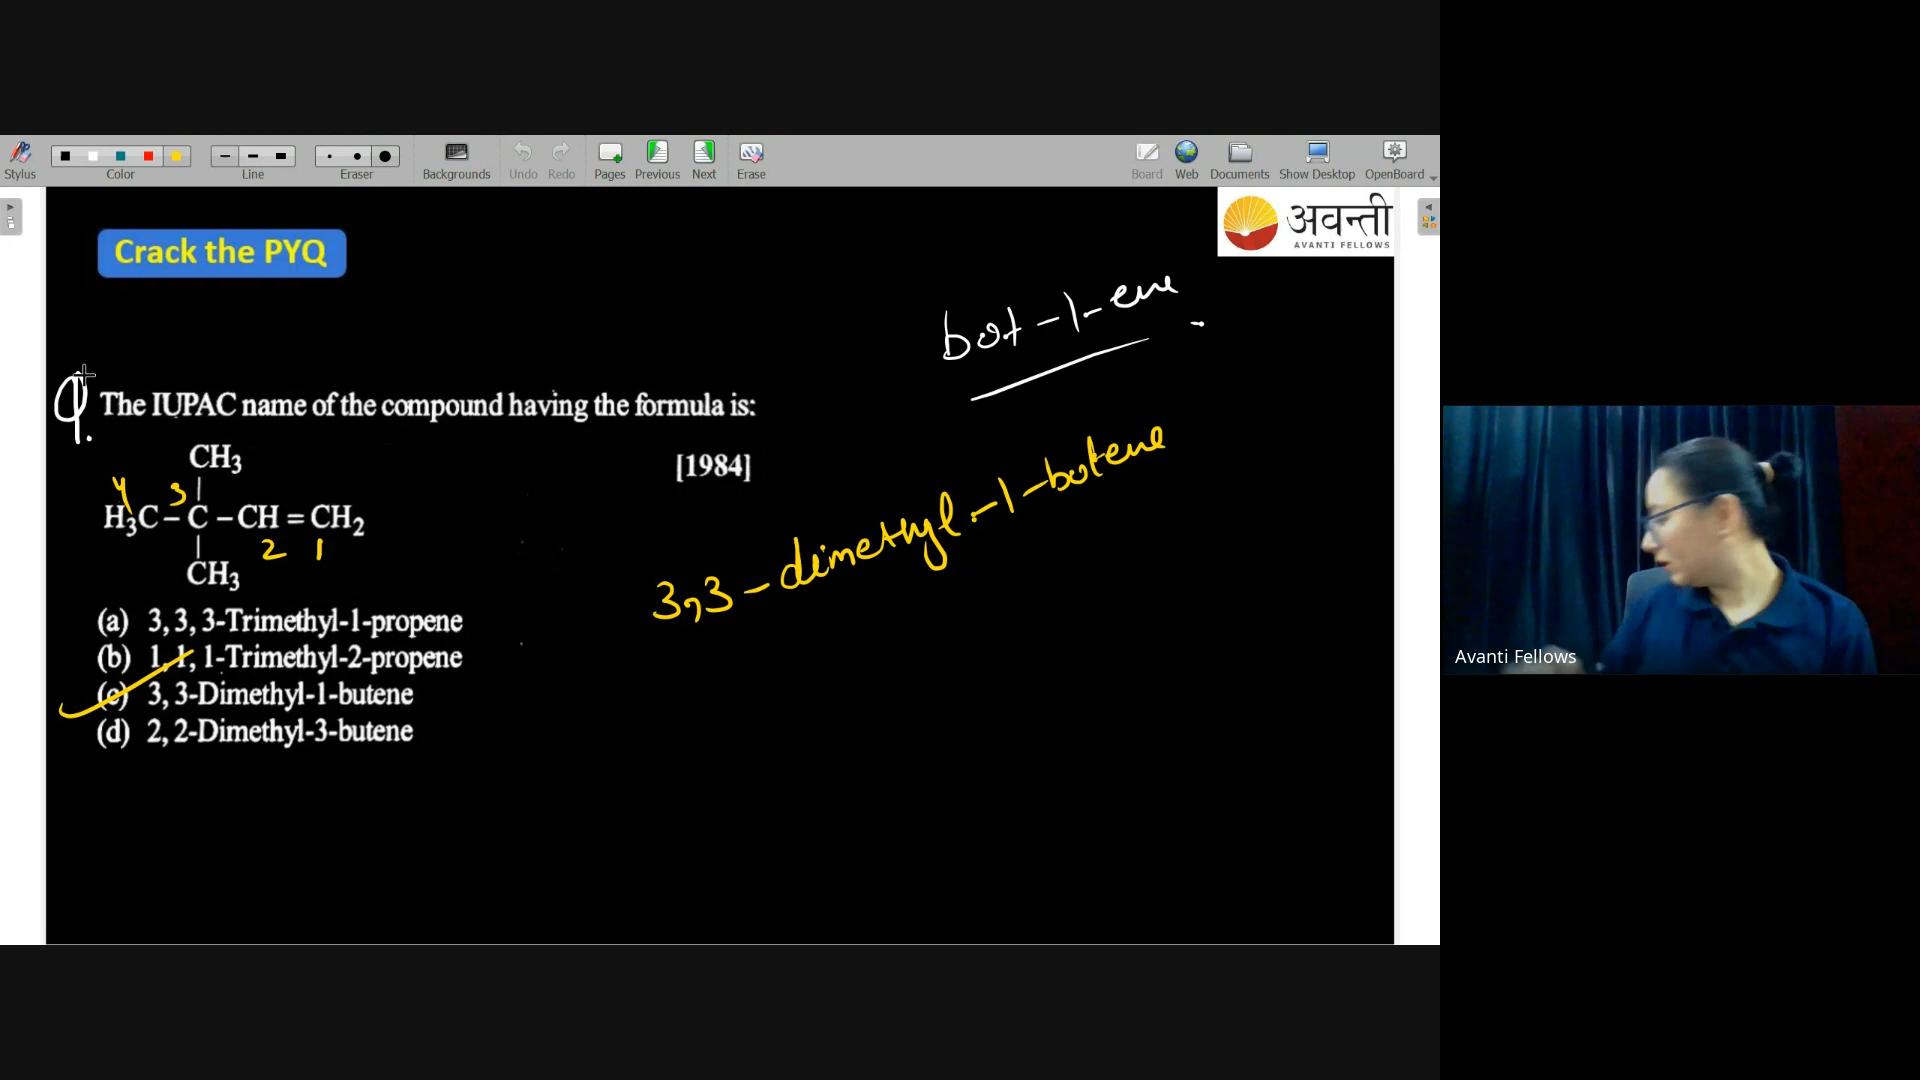 Stylus Color Line Eraser Backgrounds Undo Redo Pages Previous Next Erase Board Web Documents Show Desktop OpenBoard
अवन्ती
AVANTI FELLOWS
Crack the PYQ
bot-1-ene
Q. The IUPAC name of the compound having the formula is:
[1984]
CH3
4 3
H3C – C – CH = CH2
2 1
CH3
3,3-dimethyl-1-botene
(a) 3, 3, 3-Trimethyl-1-propene
(b) 1, 1, 1-Trimethyl-2-propene
(c) 3, 3-Dimethyl-1-butene
(d) 2, 2-Dimethyl-3-butene
Avanti Fellows